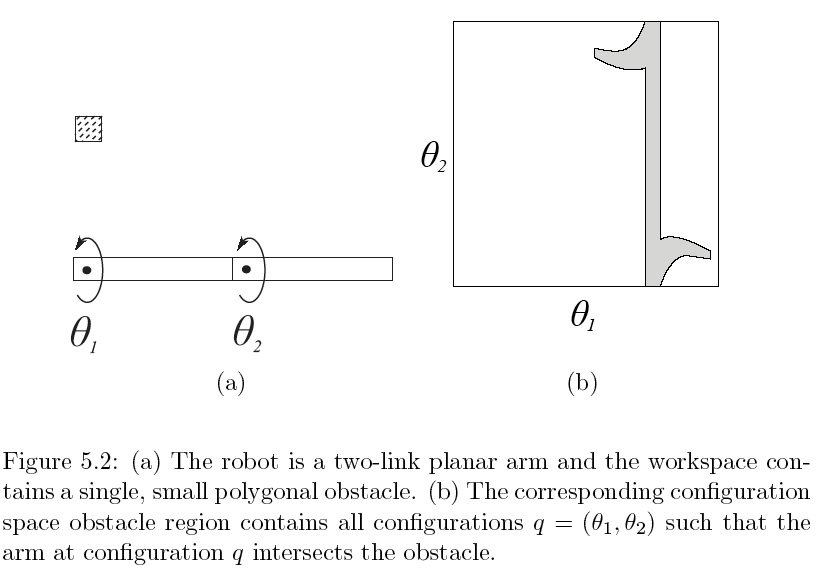 θ2
θ1
θ1
θ2
(a)
(b)
Figure 5.2: (a) The robot is a two-link planar arm and the workspace con-
tains a single, small polygonal obstacle. (b) The corresponding configuration
space obstacle region contains all configurations q = (θ1, θ2) such that the
arm at configuration q intersects the obstacle.